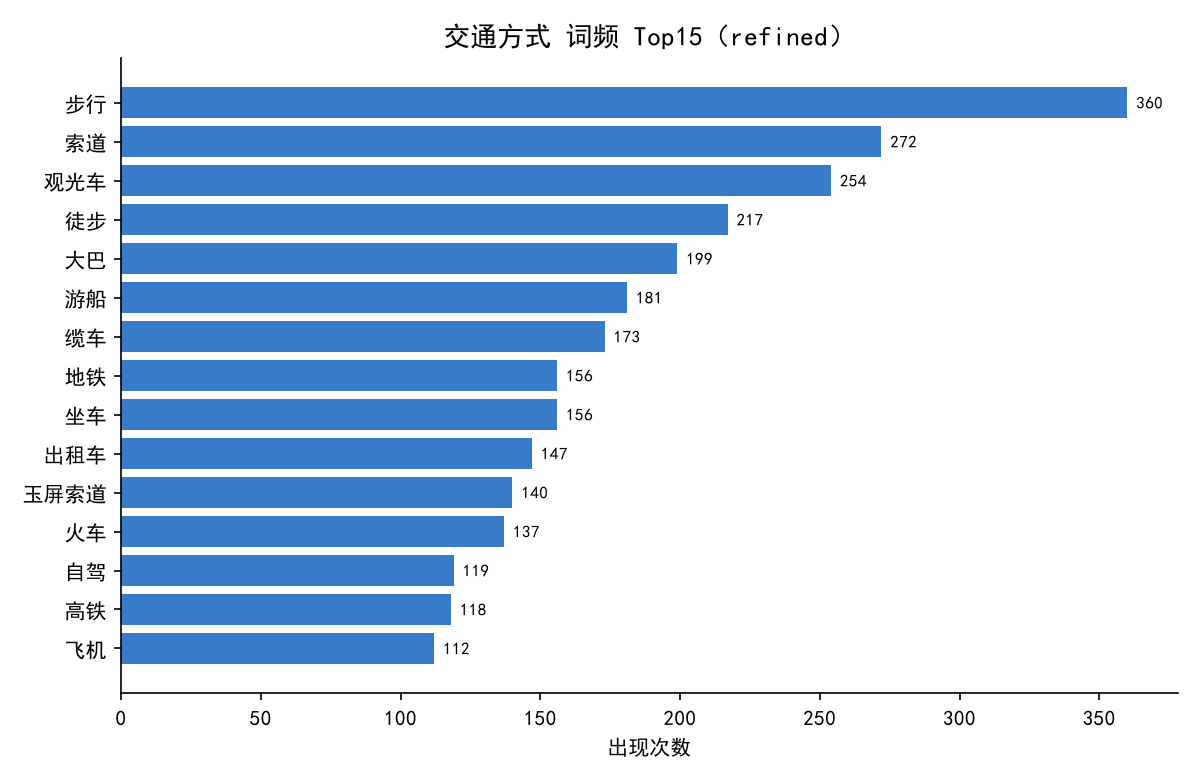 交通方式 词频 Top15（refined）
步行 360
索道 272
观光车 254
徒步 217
大巴 199
游船 181
缆车 173
地铁 156
坐车 156
出租车 147
玉屏索道 140
火车 137
自驾 119
高铁 118
飞机 112
0 50 100 150 200 250 300 350
出现次数